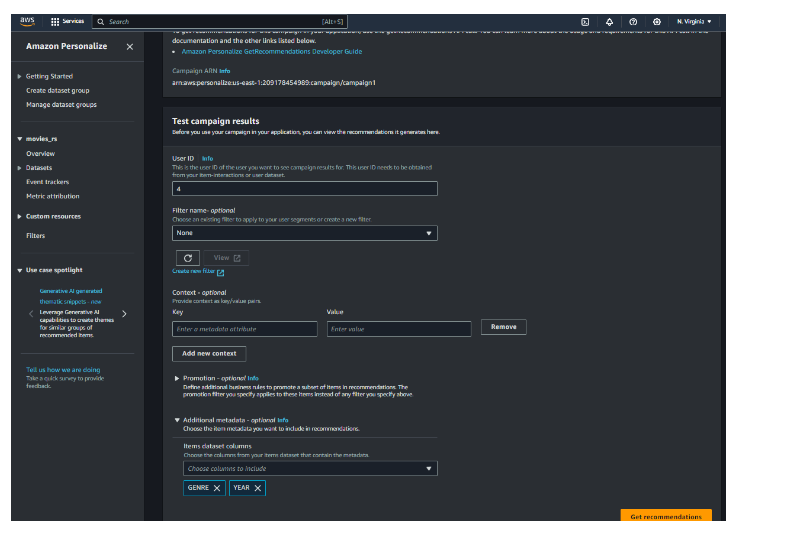 aws
Services
Search
[Alt+S]
N. Virginia
Amazon Personalize
Getting Started
Create dataset group
Manage dataset groups
movies_rs
Overview
Datasets
Event trackers
Metric attribution
Custom resources
Filters
Use case spotlight
Generative AI generated
thematic snippets - new
Leverage Generative AI
capabilities to create themes
for similar groups of
recommended items.
Tell us how we are doing
Take a quick survey to provide
feedback.
documentation and the other links listed below.
Amazon Personalize GetRecommendations Developer Guide
Campaign ARN Info
arn:aws:personalize:us-east-1:209178454989:campaign/campaign1
Test campaign results
Before you use your campaign in your application, you can view the recommendations it generates here.
User ID Info
This is the user ID of the user you want to see campaign results for. This user ID needs to be obtained
from your item-interactions or user dataset.
4
Filter name- optional
Choose an existing filter to apply to your user segments or create a new filter.
None
View
Create new filter
Context - optional
Provide context as key/value pairs.
Key
Value
Enter a metadata attribute
Enter value
Remove
Add new context
Promotion - optional Info
Define additional business rules to promote a subset of items in recommendations. The
promotion filter you specify applies to these items instead of any filter you specify above
Additional metadata - optional Info
Choose the item metadata you want to include in recommendations.
Items dataset columns
Choose the columns from your items dataset that contain the metadata.
Choose columns to include
GENRE
YEAR
Get recommendations